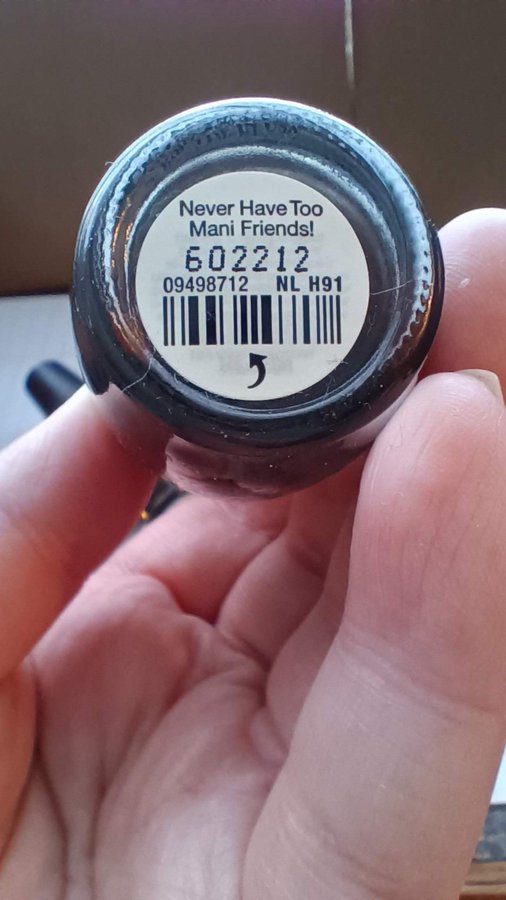 Never Have Too
Mani Friends!
602212
09498712 NL H91